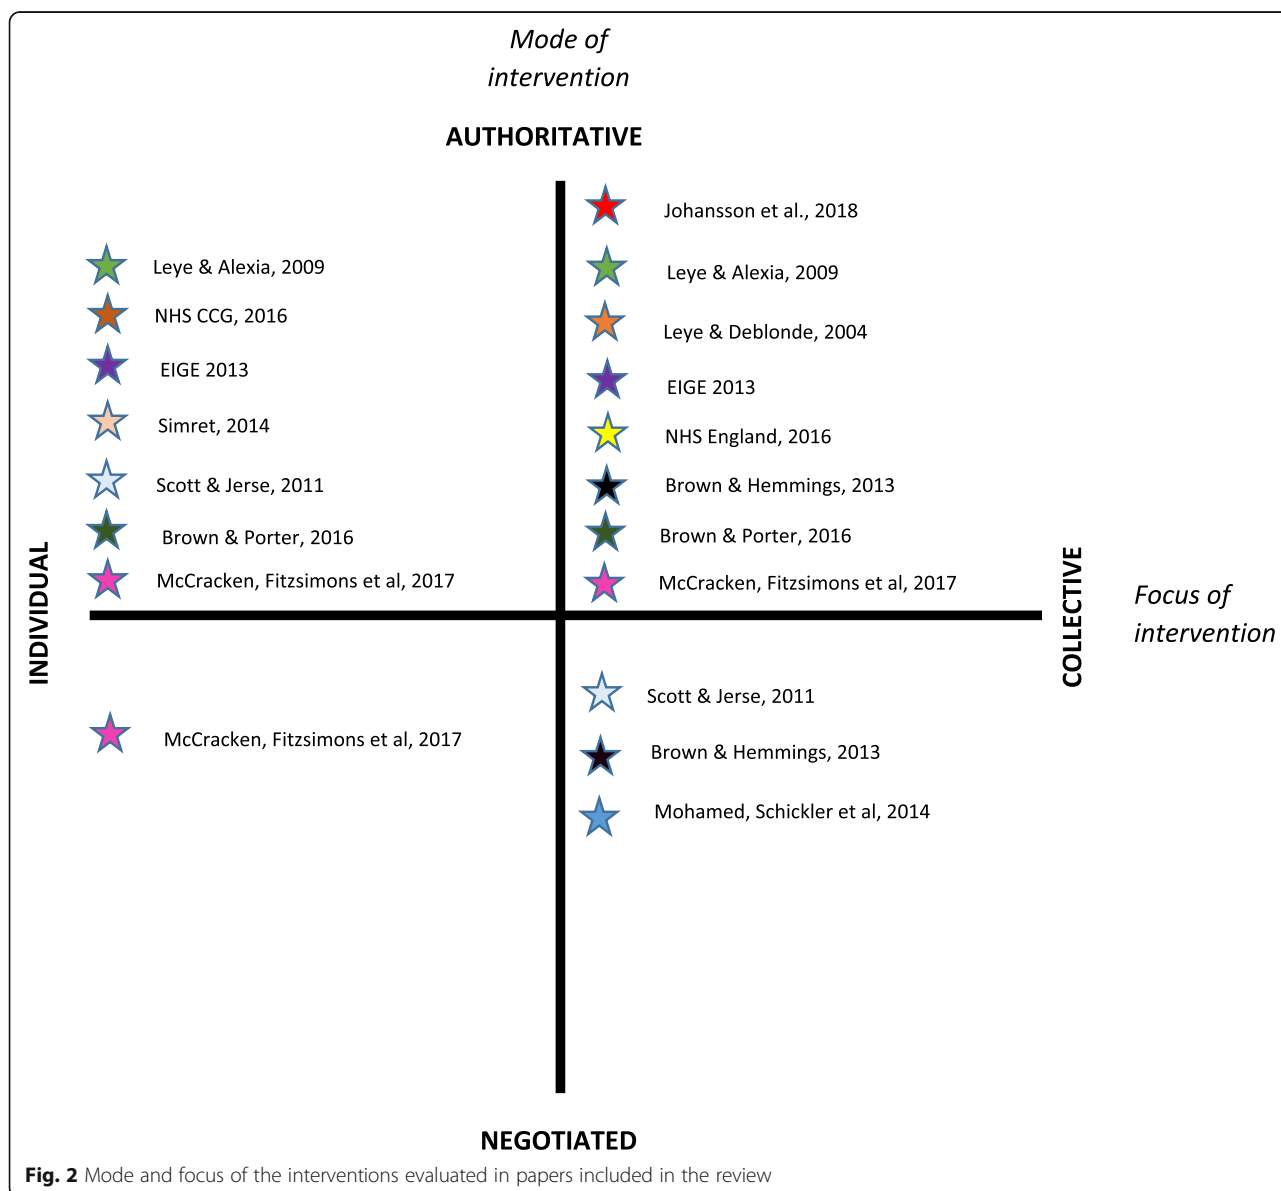 Mode of
intervention
AUTHORITATIVE
Johansson et al., 2018
Leye & Alexia, 2009
Leye & Alexia, 2009
NHS CCG, 2016
Leye & Deblonde, 2004
EIGE 2013
EIGE 2013
Simret, 2014
NHS England, 2016
Scott & Jerse, 2011
Brown & Hemmings, 2013
Brown & Porter, 2016
Brown & Porter, 2016
McCracken, Fitzsimons et al, 2017
McCracken, Fitzsimons et al, 2017
INDIVIDUAL
COLLECTIVE
Focus of
intervention
Scott & Jerse, 2011
McCracken, Fitzsimons et al, 2017
Brown & Hemmings, 2013
Mohamed, Schickler et al, 2014
NEGOTIATED
Fig. 2 Mode and focus of the interventions evaluated in papers included in the review